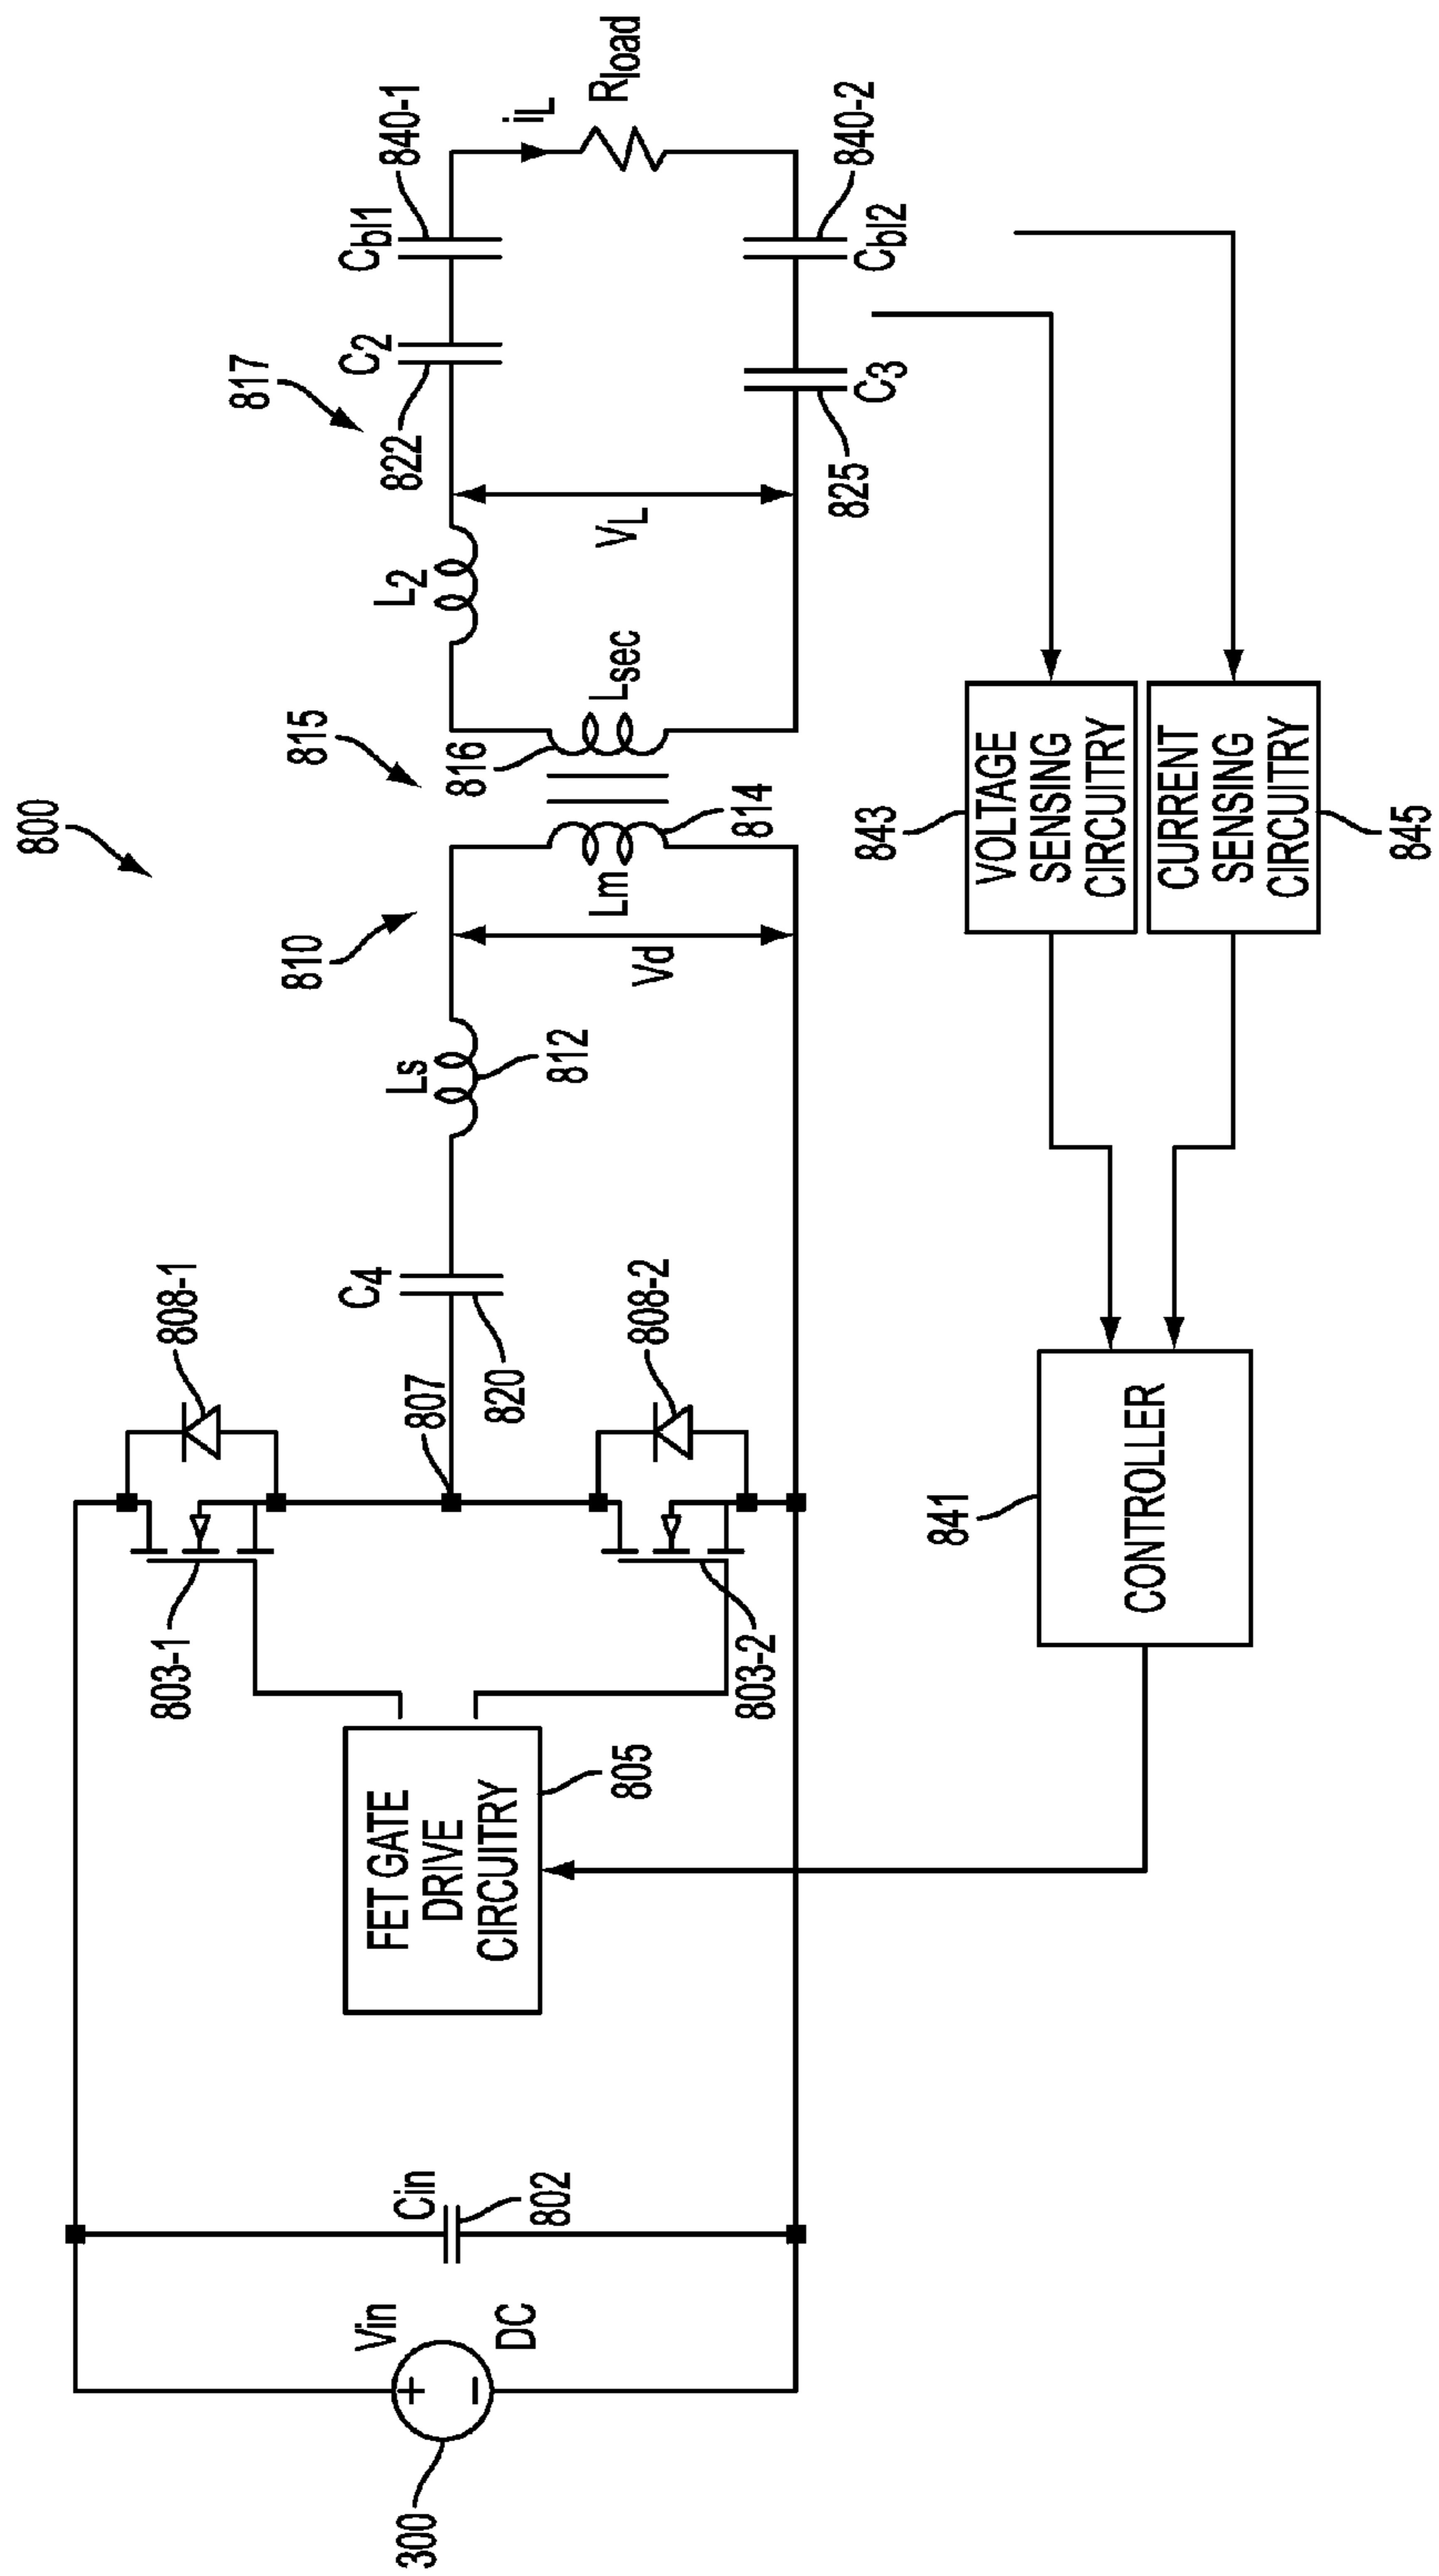 800
817
815
810
300
Vin
DC
Cin
802
FET GATE
DRIVE
CIRCUITRY
805
803-1
808-1
803-2
808-2
807
C4
820
Ls
812
Vd
Lm
814
816
Lsec
L2
VL
C2
822
Cbl1
840-1
iL
Rload
C3
825
Cbl2
840-2
VOLTAGE
SENSING
CIRCUITRY
843
CURRENT
SENSING
CIRCUITRY
845
CONTROLLER
841